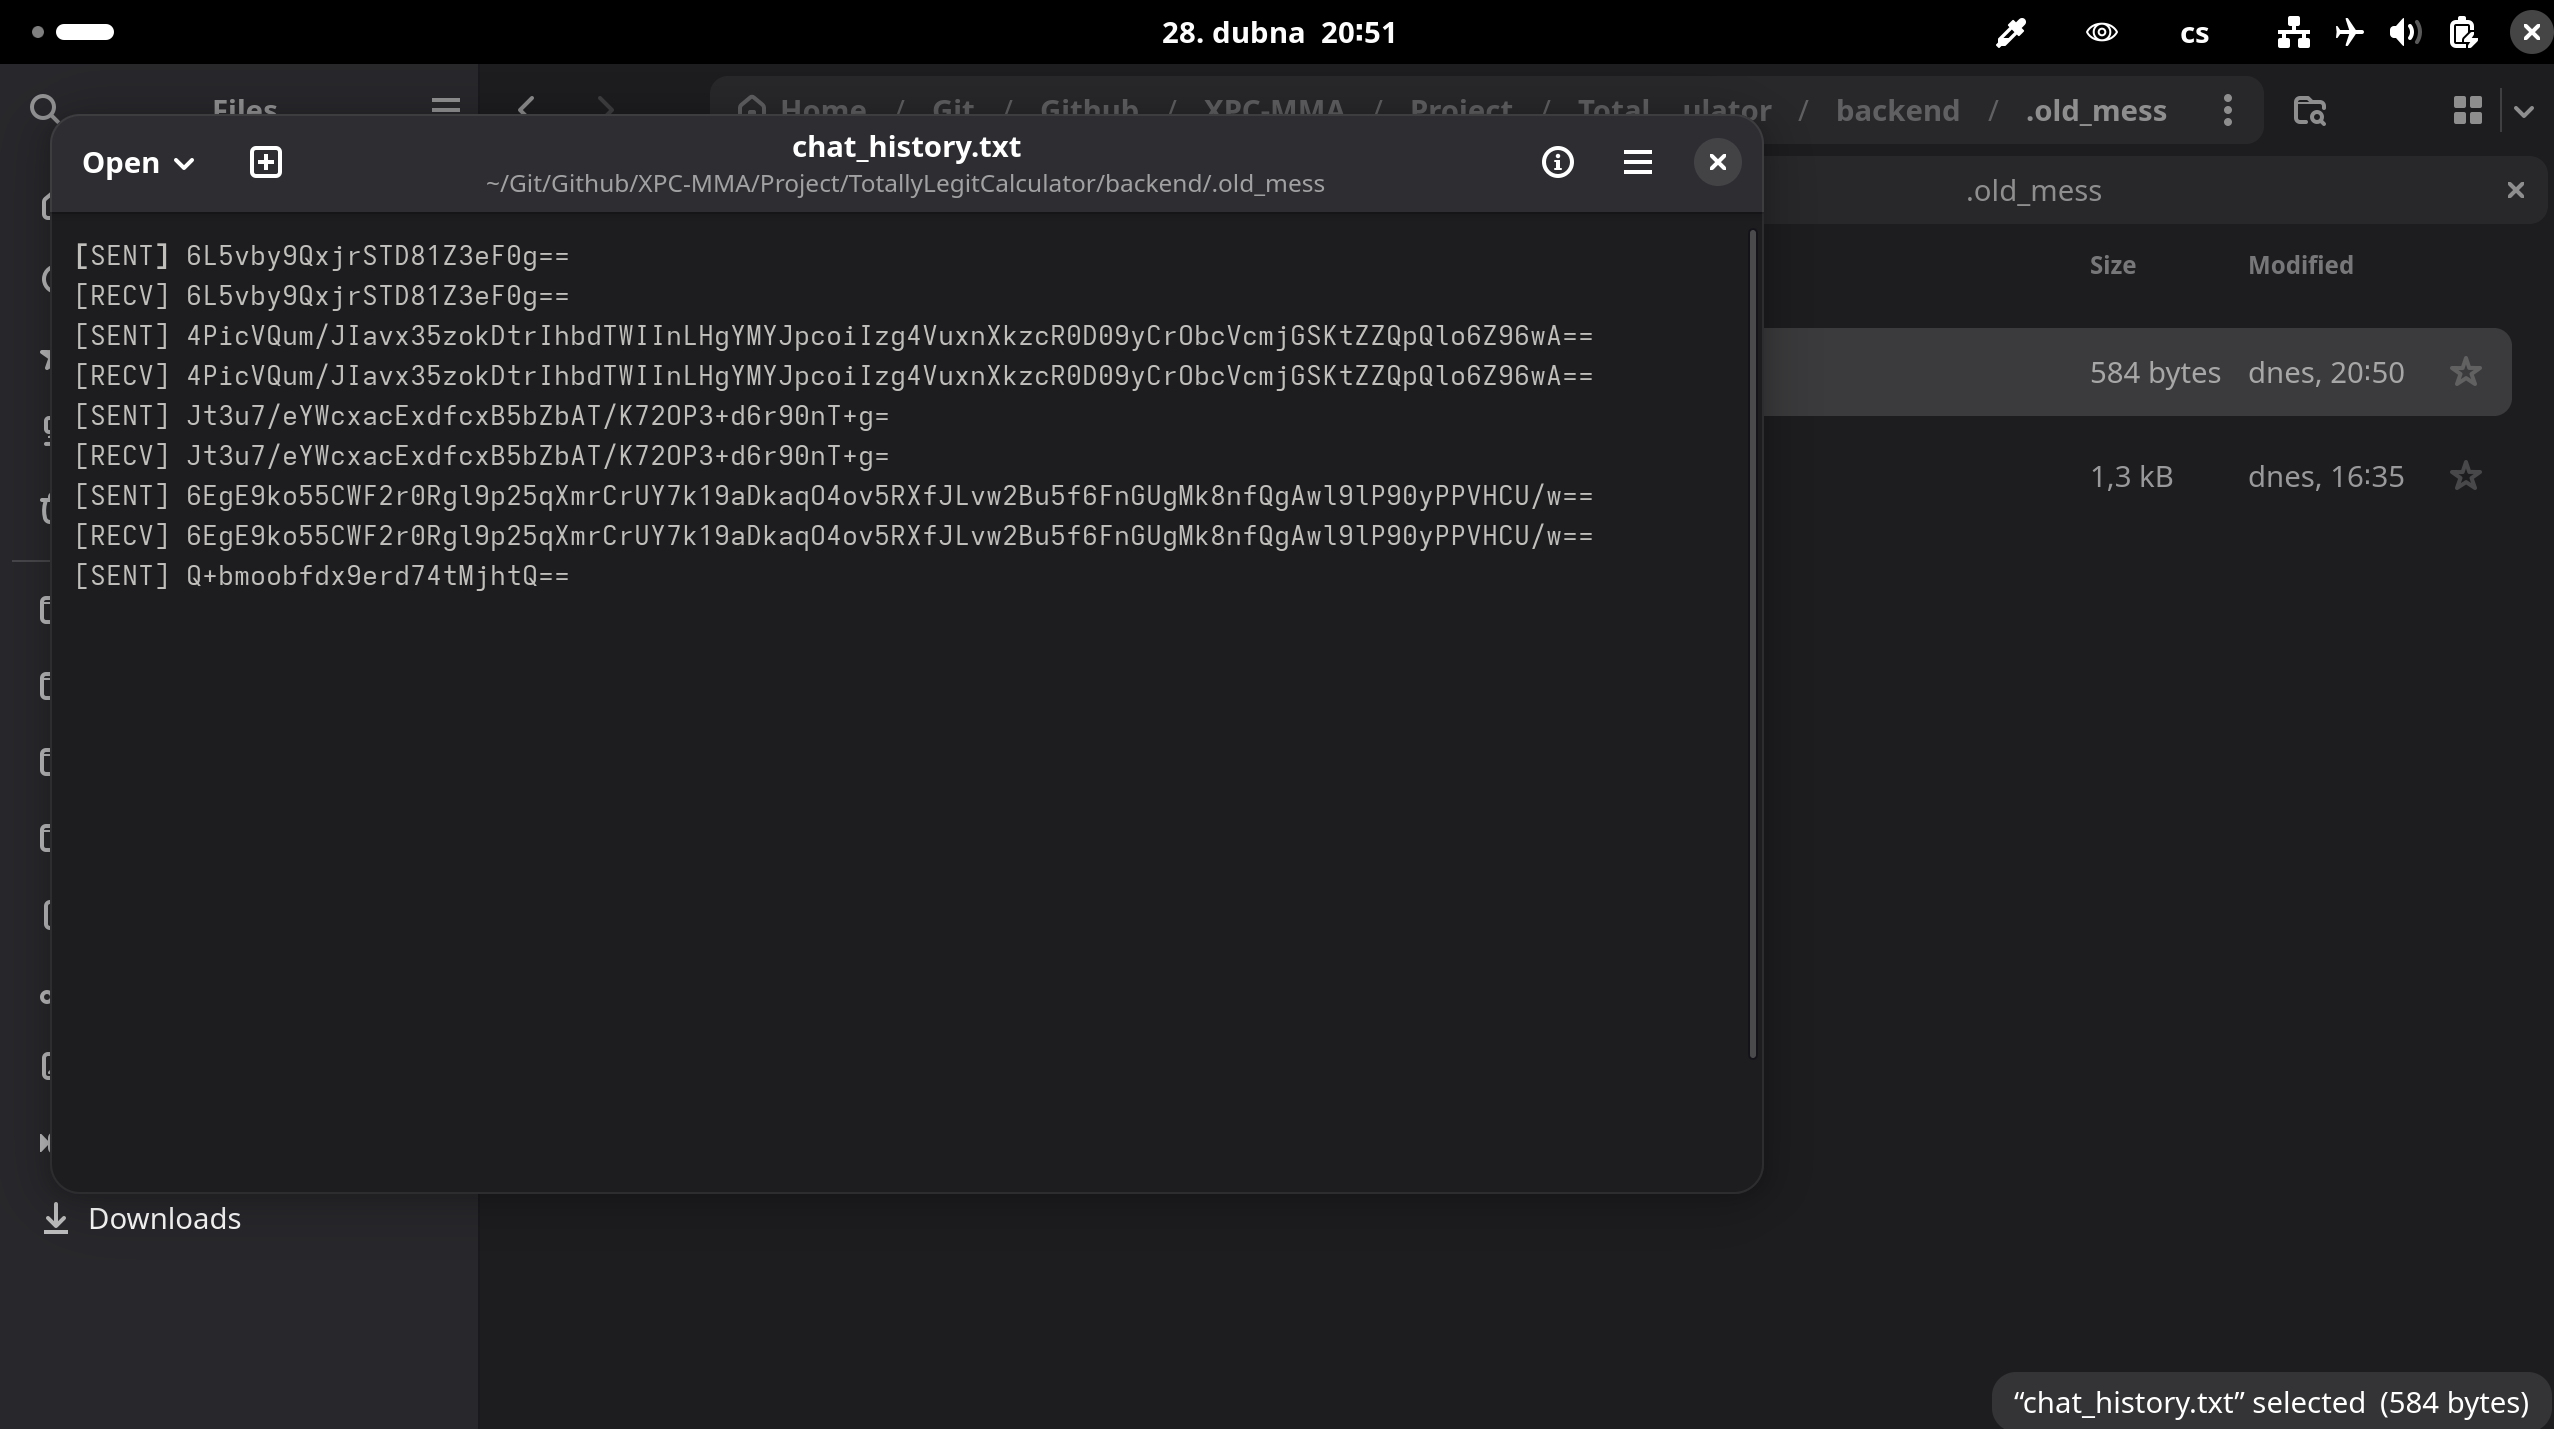 28. dubna 20:51
cs
Files
Home / Git / Github / XPC-MMA / Project / Total ulator / backend / .old_mess
Open
chat_history.txt
~/Git/Github/XPC-MMA/Project/TotallyLegitCalculator/backend/.old_mess
.old_mess
Size Modified
[SENT] 6L5vby9QxjrSTD81Z3eF0g==
[RECV] 6L5vby9QxjrSTD81Z3eF0g==
[SENT] 4PicVQum/JIavx35zokDtrIhbdTWIInLHgYMYJpcoiIzg4VuxnXkzcR0D09yCrObcVcmjGSKtZZQpQlo6Z96wA==
[RECV] 4PicVQum/JIavx35zokDtrIhbdTWIInLHgYMYJpcoiIzg4VuxnXkzcR0D09yCrObcVcmjGSKtZZQpQlo6Z96wA==
584 bytes dnes, 20:50
[SENT] Jt3u7/eYWcxacExdfcxB5bZbAT/K72OP3+d6r90nT+g=
[RECV] Jt3u7/eYWcxacExdfcxB5bZbAT/K72OP3+d6r90nT+g=
1,3 kB dnes, 16:35
[SENT] 6EgE9ko55CWF2r0Rgl9p25qXmrCrUY7k19aDkaqO4ov5RXfJLvw2Bu5f6FnGUgMk8nfQgAwl9lP90yPPVHCU/w==
[RECV] 6EgE9ko55CWF2r0Rgl9p25qXmrCrUY7k19aDkaqO4ov5RXfJLvw2Bu5f6FnGUgMk8nfQgAwl9lP90yPPVHCU/w==
[SENT] Q+bmoobfdx9erd74tMjhtQ==
Downloads
“chat_history.txt” selected (584 bytes)